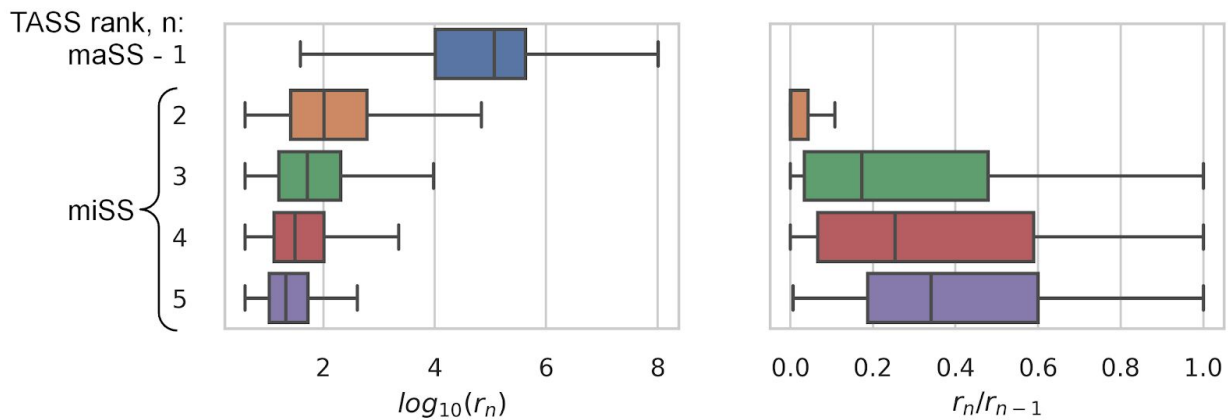 TASS rank, n:
maSS - 1
2
3
miSS
4
5
2 4 6 8
0.0 0.2 0.4 0.6 0.8 1.0
log₁₀(rₙ)
rₙ/rₙ₋₁